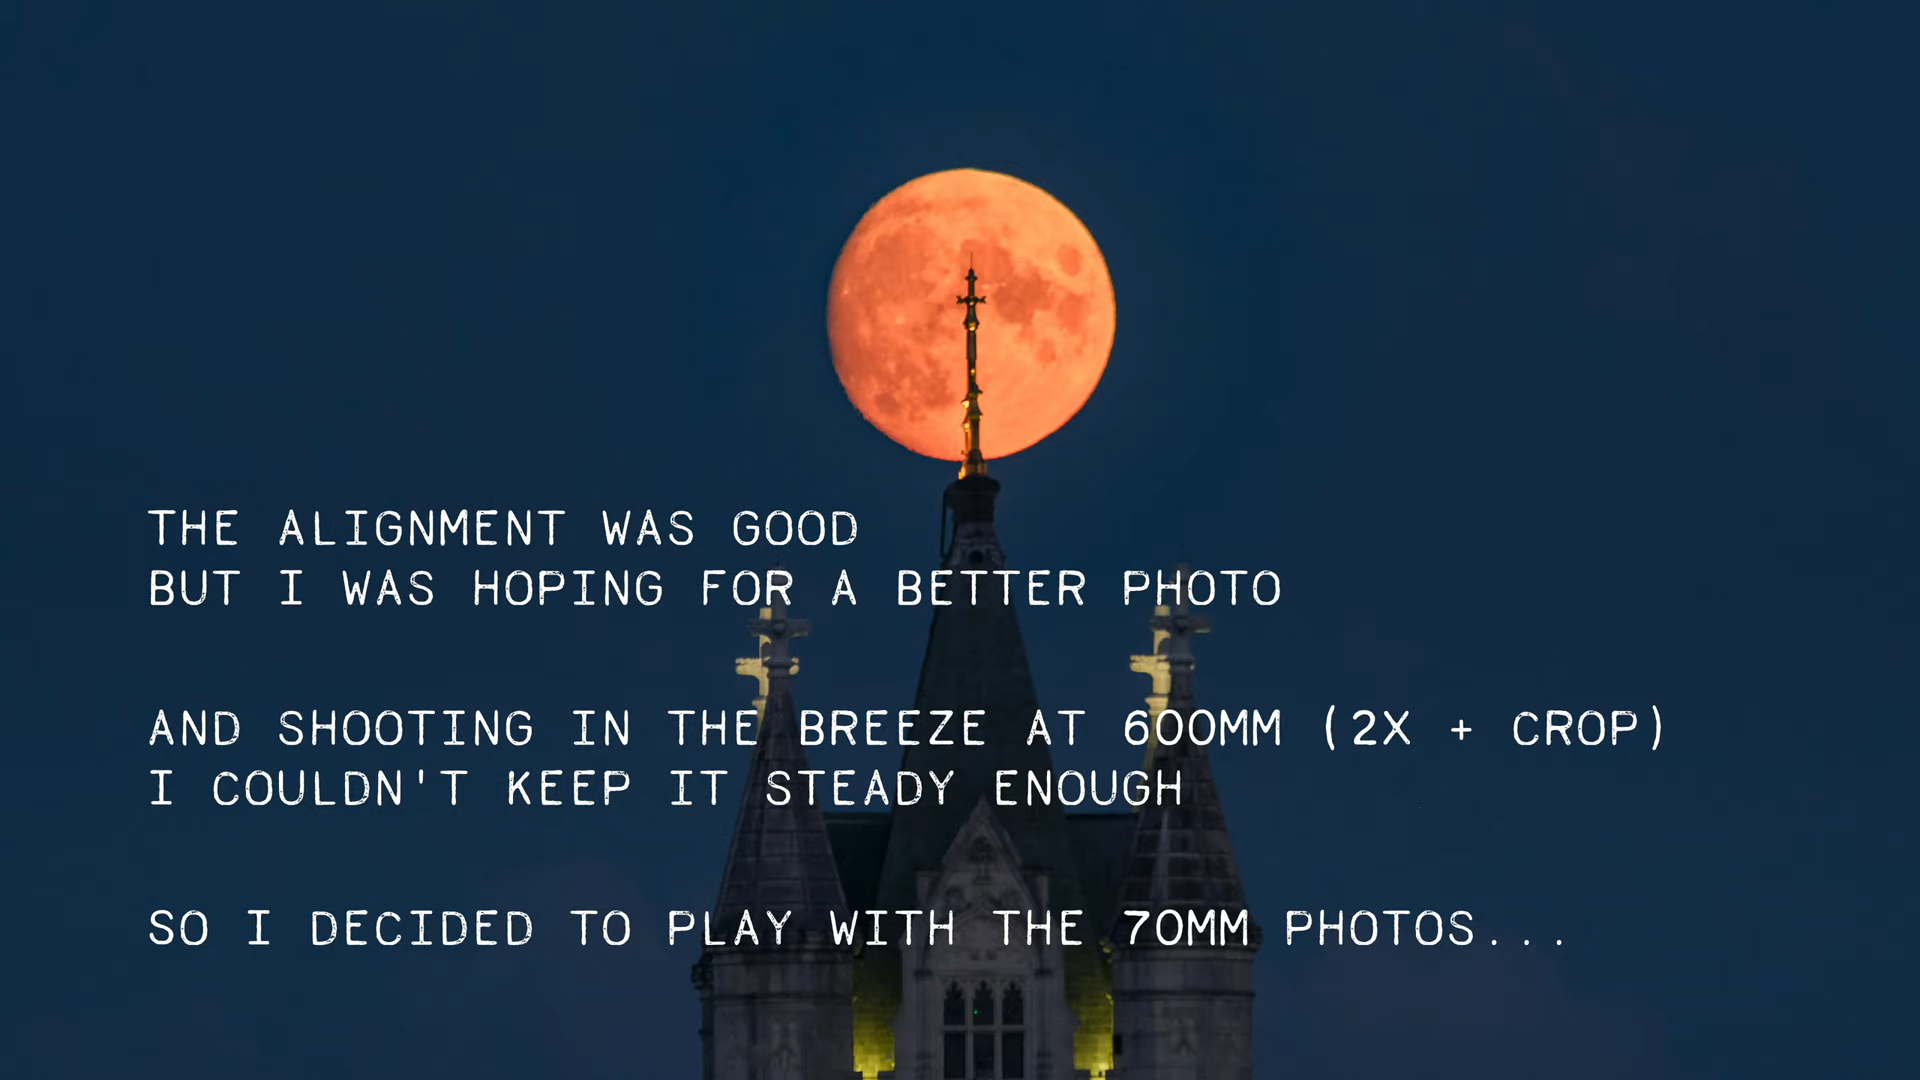 THE ALIGNMENT WAS GOOD
BUT I WAS HOPING FOR A BETTER PHOTO
AND SHOOTING IN THE BREEZE AT 600MM (2X + CROP)
I COULDN'T KEEP IT STEADY ENOUGH
SO I DECIDED TO PLAY WITH THE 70MM PHOTOS...